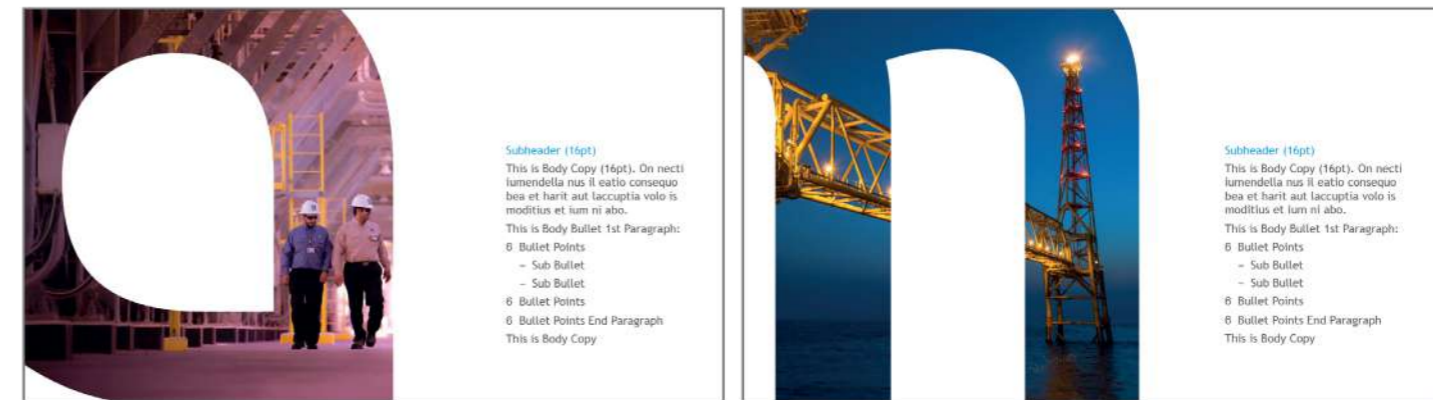 Subheader (16pt)
This is Body Copy (16pt). On necti
iumendella nus il eatio consequo
bea et harit aut laccuptia volo is
moditius et ium ni abo.
This is Body Bullet 1st Paragraph:
6 Bullet Points
– Sub Bullet
– Sub Bullet
6 Bullet Points
6 Bullet Points End Paragraph
This is Body Copy
Subheader (16pt)
This is Body Copy (16pt). On necti
iumendella nus il eatio consequo
bea et harit aut laccuptia volo is
moditius et ium ni abo.
This is Body Bullet 1st Paragraph:
6 Bullet Points
– Sub Bullet
– Sub Bullet
6 Bullet Points
6 Bullet Points End Paragraph
This is Body Copy